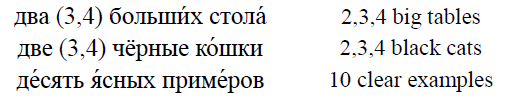 два (3,4) больши́х стола́ 2,3,4 big tables
две (3,4) чёрные ко́шки 2,3,4 black cats
де́сять я́сных приме́ров 10 clear examples